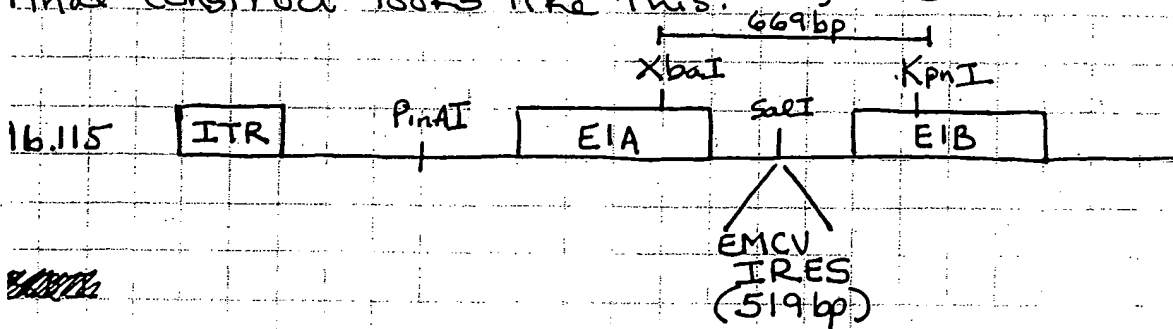 final construct looks like this:
669bp
XbaI
KpnI
16.115
ITR
PinAI
E1A
SalI
E1B
EMCV
IRES
(519bp)